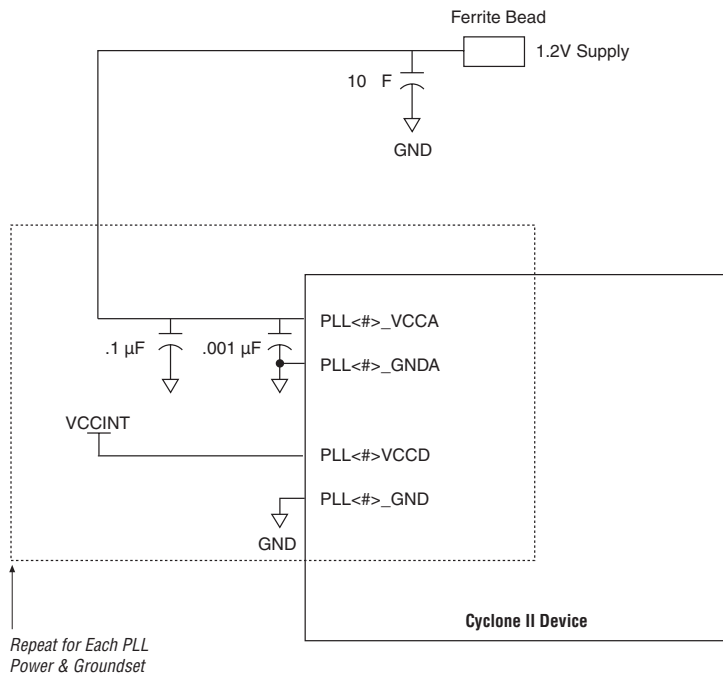 Ferrite Bead
1.2V Supply
10 F
GND
PLL<#>_VCCA
.1 µF
.001 µF
PLL<#>_GNDA
VCCINT
PLL<#>VCCD
PLL<#>_GND
GND
Cyclone II Device
Repeat for Each PLL
Power & Groundset